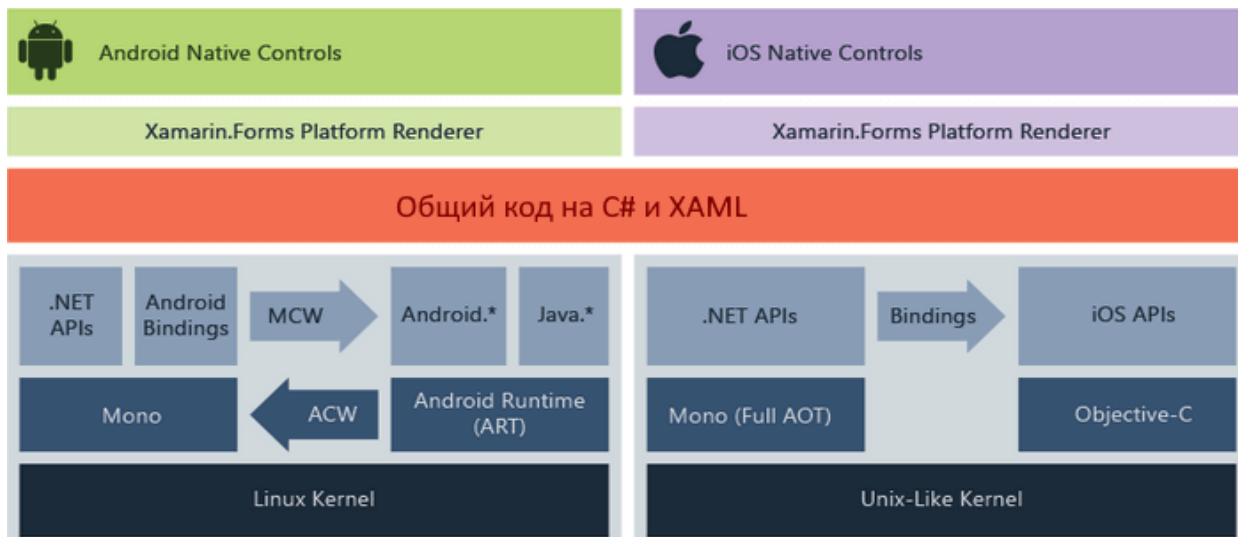 Android Native Controls
iOS Native Controls
Xamarin.Forms Platform Renderer
Xamarin.Forms Platform Renderer
Общий код на C# и XAML
.NET
APIs
Android
Bindings
MCW
Android.*
Java.*
.NET APIs
Bindings
iOS APIs
Mono
ACW
Android Runtime
(ART)
Mono (Full AOT)
Objective-C
Linux Kernel
Unix-Like Kernel